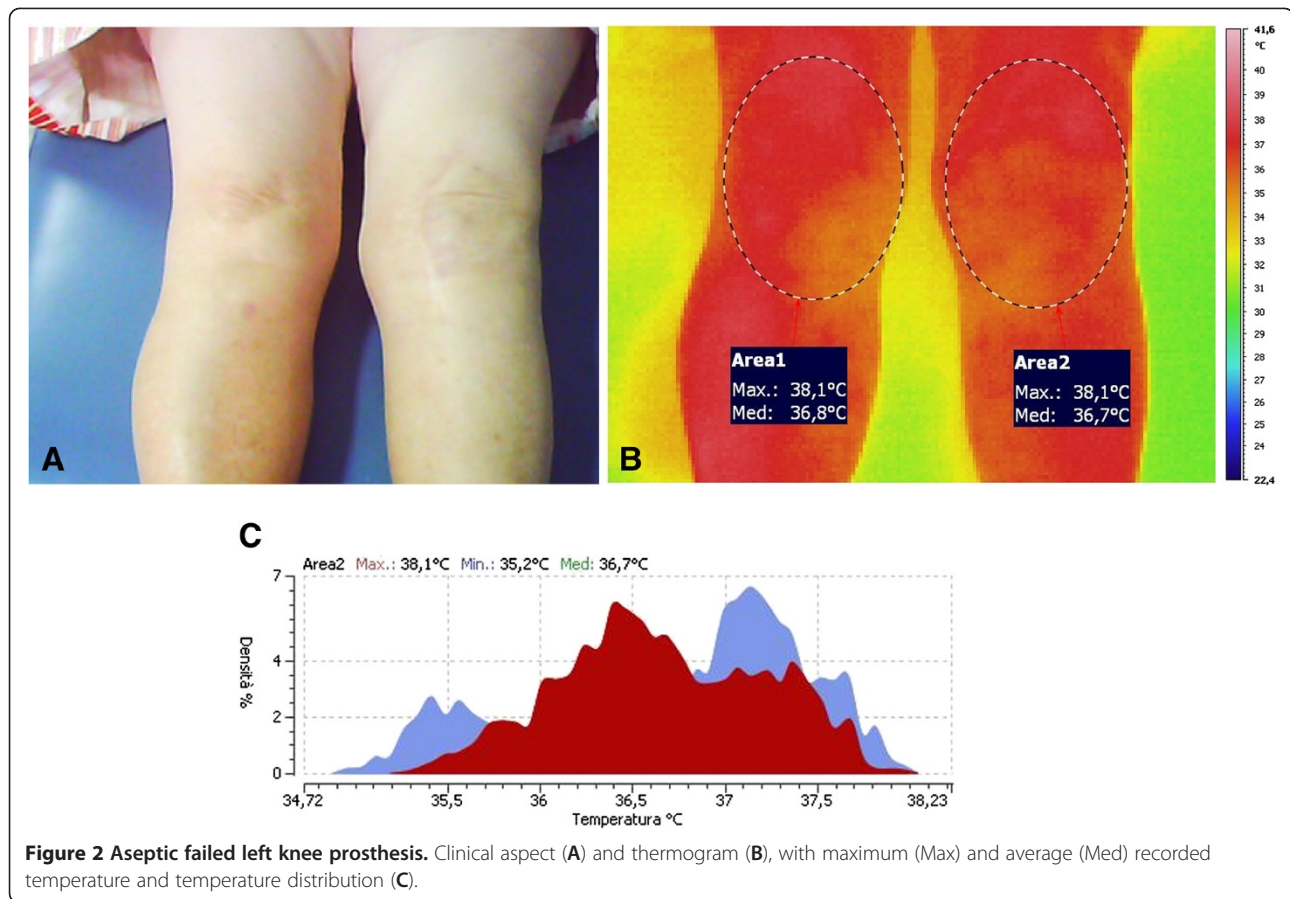 A
B
Area1
Max.: 38,1°C
Med: 36,8°C
Area2
Max.: 38,1°C
Med: 36,7°C
41,6
°C
40
39
38
37
36
35
34
33
32
31
30
29
28
27
26
25
24
22,4
C
Area2 Max.: 38,1°C Min.: 35,2°C Med: 36,7°C
7
4
2
0
Densità %
34,72 35,5 36 36,5 37 37,5 38,23
Temperatura °C
Figure 2 Aseptic failed left knee prosthesis. Clinical aspect (A) and thermogram (B), with maximum (Max) and average (Med) recorded
temperature and temperature distribution (C).